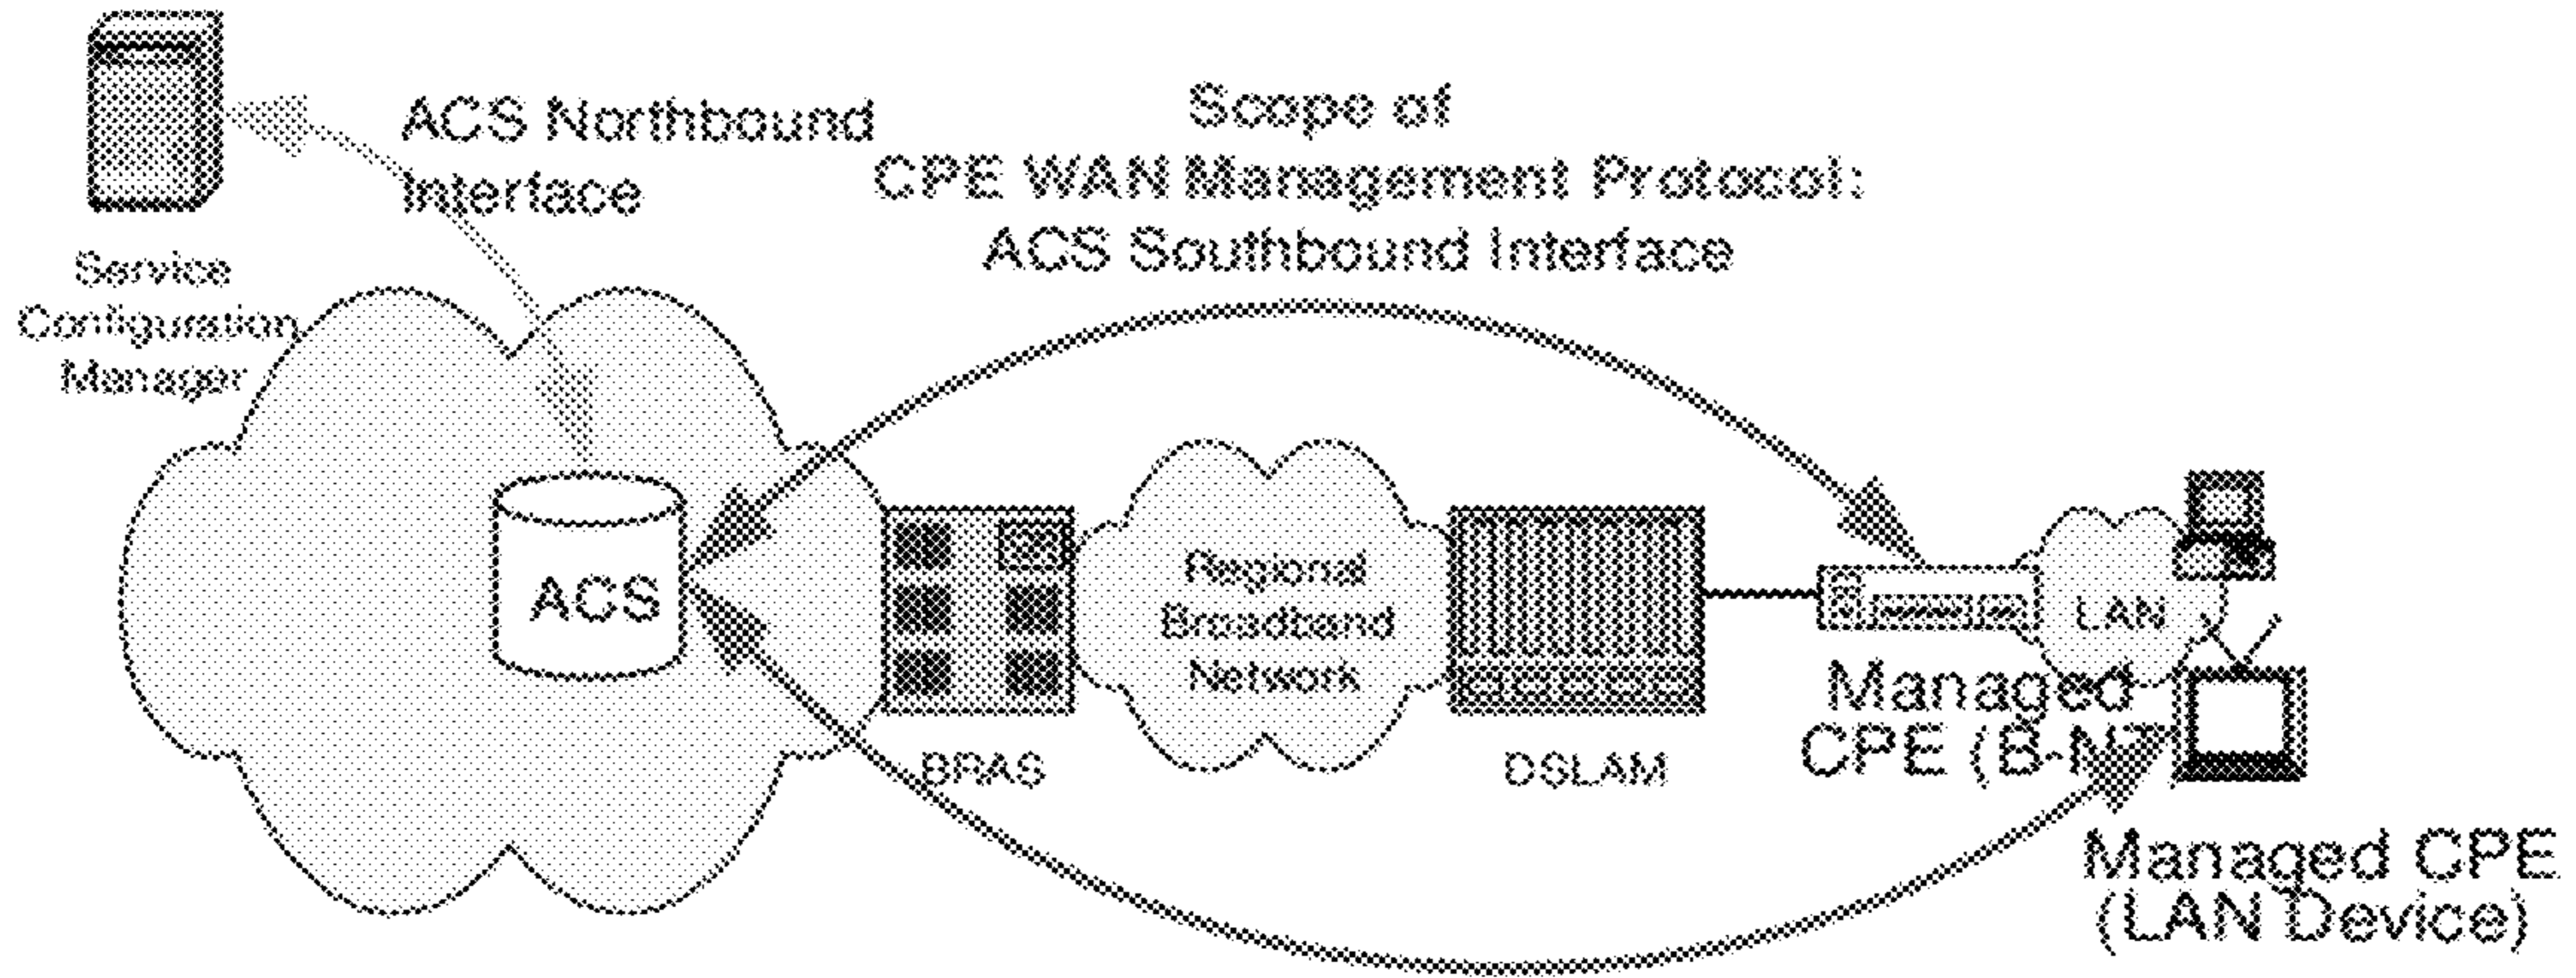 ACS Northbound
Interface
Scope of
CPE WAN Management Protocol:
ACS Southbound Interface
Service
Configuration
Manager
ACS
Regional
Broadband
Network
LAN
BRAS
DSLAM
Managed
CPE (B-NT
Managed CPE
(LAN Device)